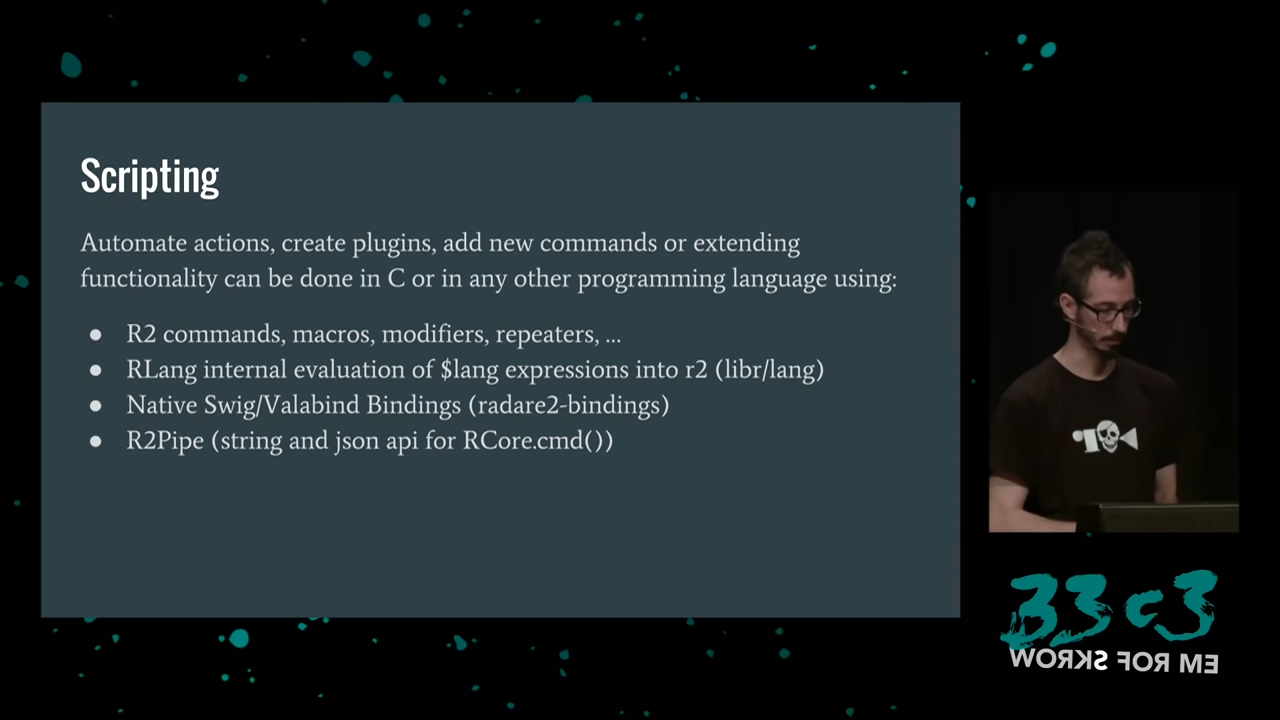 Scripting
Automate actions, create plugins, add new commands or extending
functionality can be done in C or in any other programming language using:
● R2 commands, macros, modifiers, repeaters, ...
● RLang internal evaluation of $lang expressions into r2 (libr/lang)
● Native Swig/Valabind Bindings (radare2-bindings)
● R2Pipe (string and json api for RCore.cmd())
33c3
WORKS FOR ME